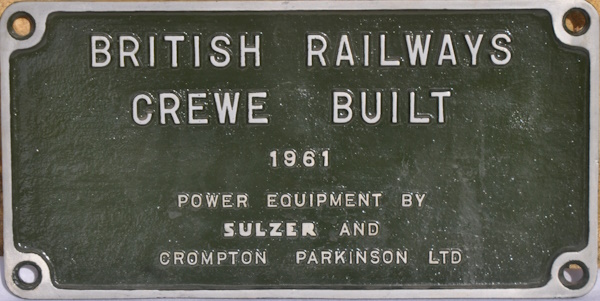 BRITISH RAILWAYS
CREWE BUILT
1961
POWER EQUIPMENT BY
SULZER AND
CROMPTON PARKINSON LTD